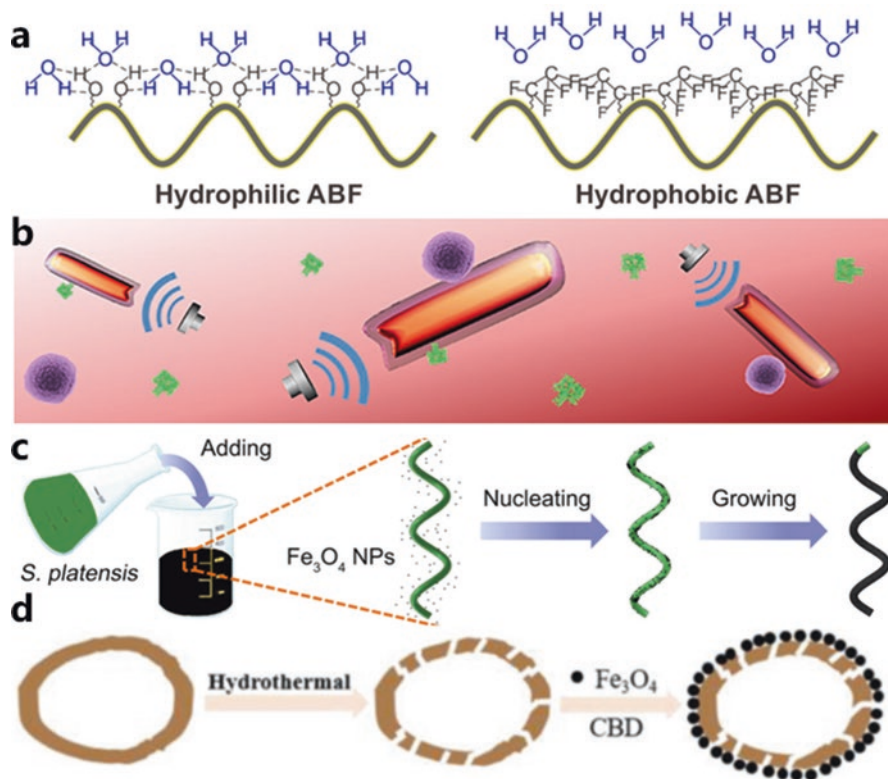 a
Hydrophilic ABF
Hydrophobic ABF
b
c
Adding
S. platensis
Fe₃O₄ NPs
Nucleating
Growing
d
Hydrothermal
Fe₃O₄
CBD